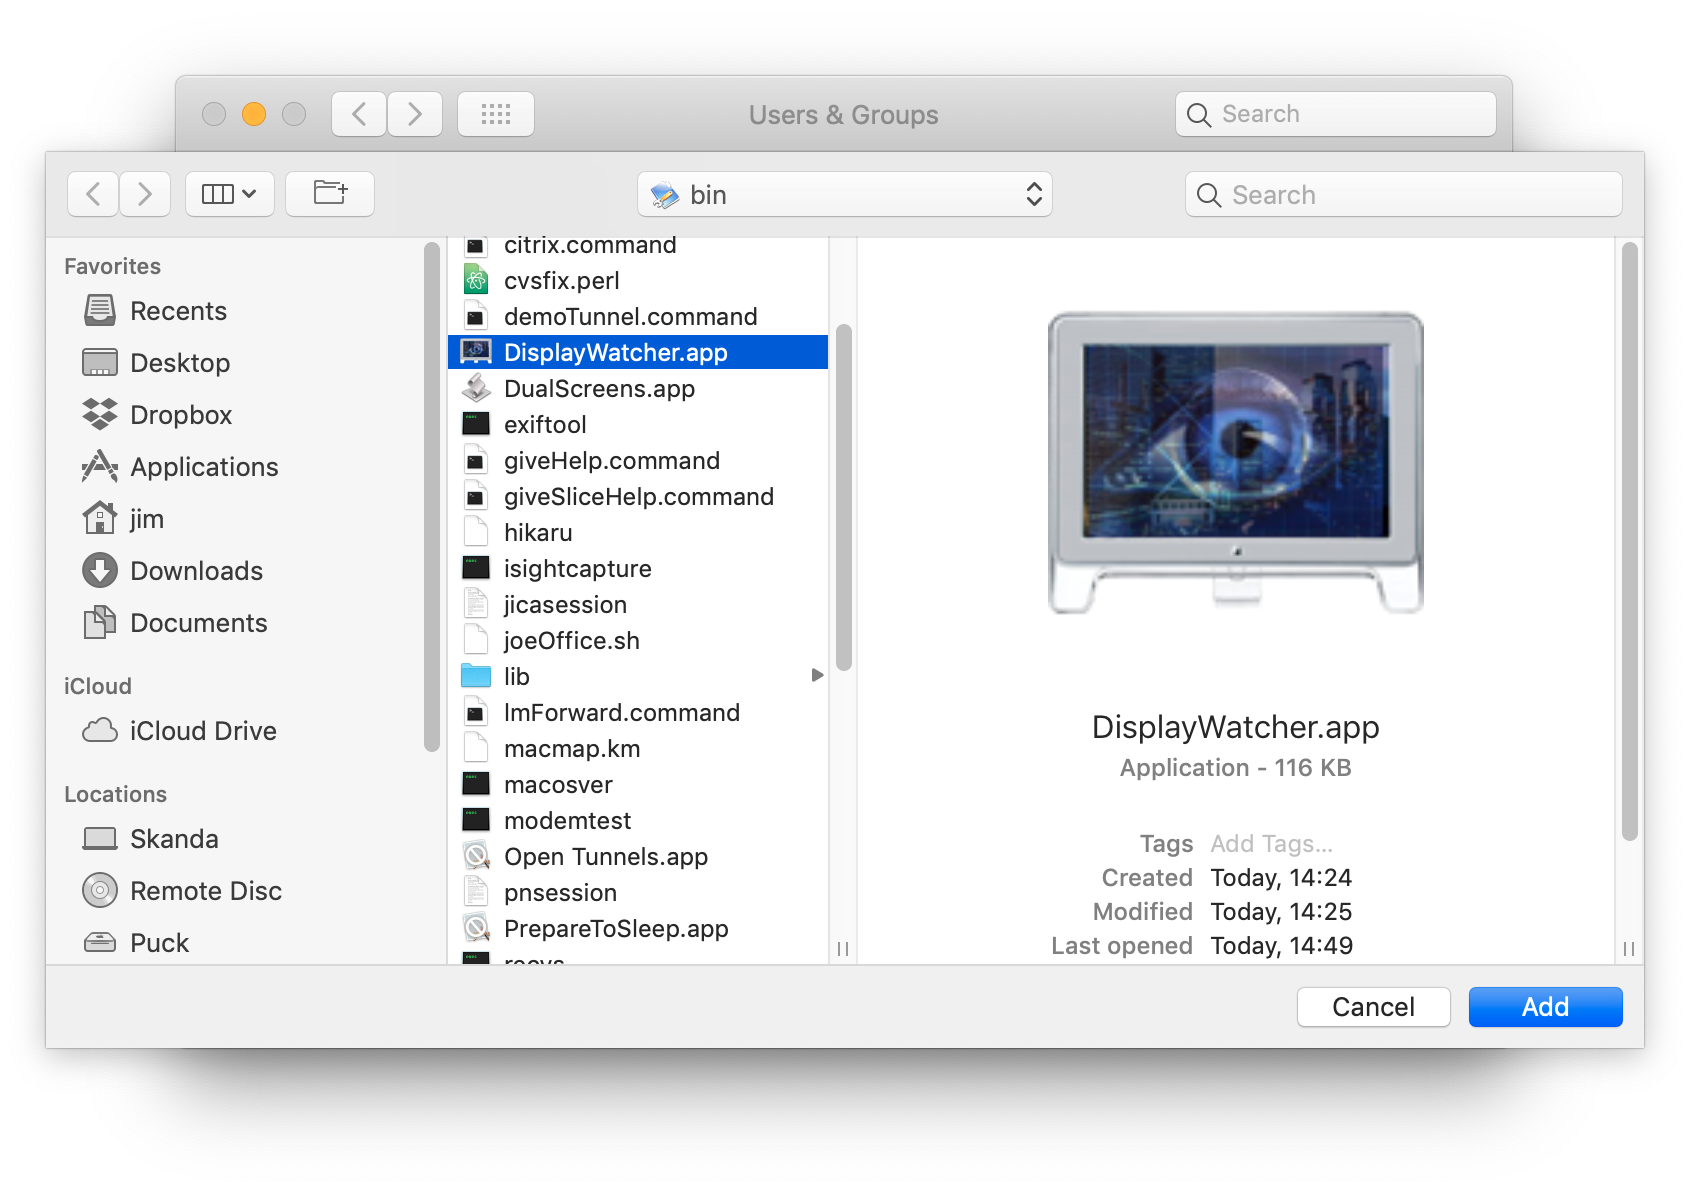 Users & Groups
Search
bin
Search
Favorites
Recents
Desktop
Dropbox
Applications
jim
Downloads
Documents
iCloud
iCloud Drive
Locations
Skanda
Remote Disc
Puck
citrix.command
cvsfix.perl
demoTunnel.command
DisplayWatcher.app
DualScreens.app
exiftool
giveHelp.command
giveSliceHelp.command
hikaru
isightcapture
jicasession
joeOffice.sh
lib
lmForward.command
macmap.km
macosver
modemtest
Open Tunnels.app
pnsession
PrepareToSleep.app
DisplayWatcher.app
Application - 116 KB
Tags Add Tags...
Created Today, 14:24
Modified Today, 14:25
Last opened Today, 14:49
Cancel
Add